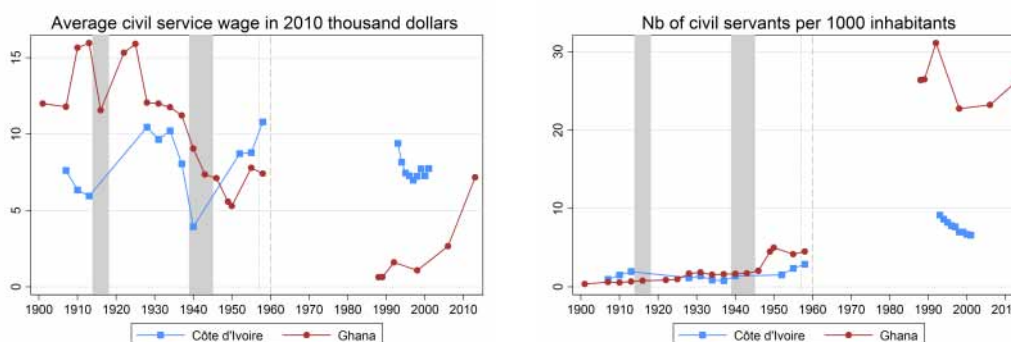 Average civil service wage in 2010 thousand dollars
15
10
5
0
1900 1910 1920 1930 1940 1950 1960 1970 1980 1990 2000 2010
Côte d'Ivoire Ghana
Nb of civil servants per 1000 inhabitants
30
20
10
0
1900 1910 1920 1930 1940 1950 1960 1970 1980 1990 2000
Côte d'Ivoire Ghana